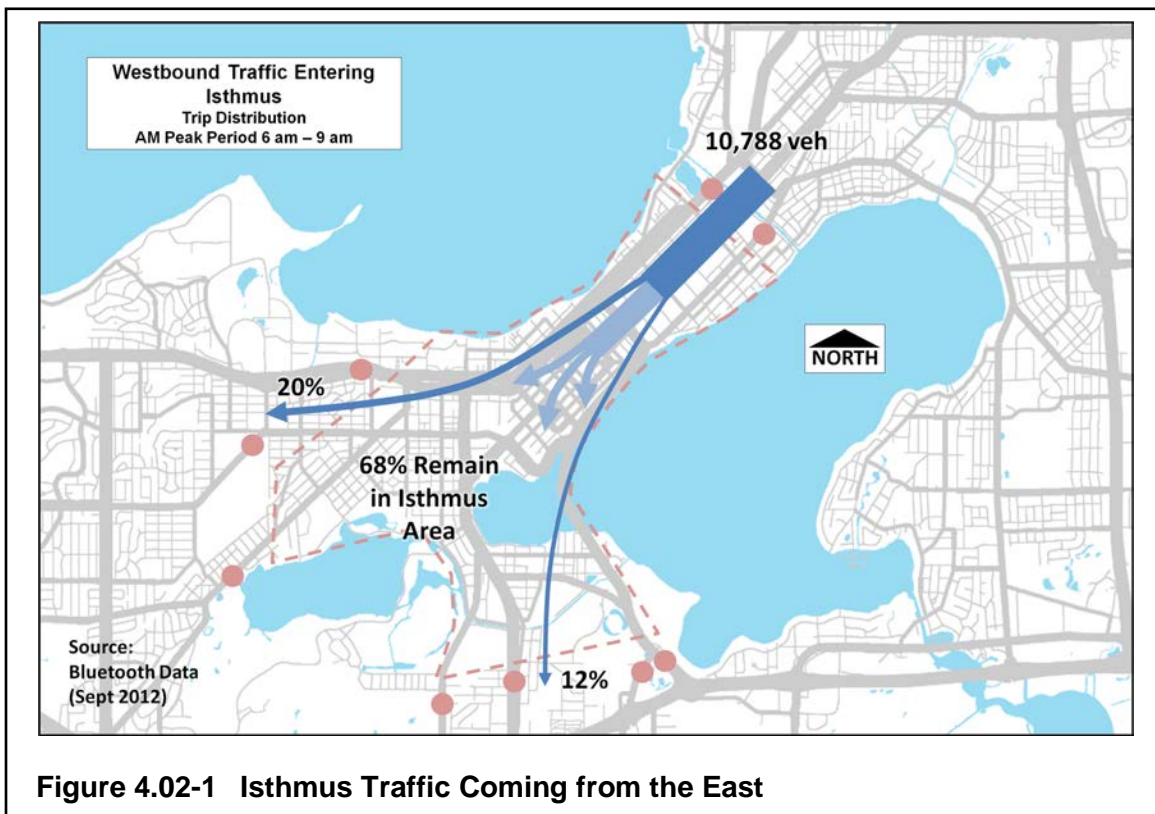 Westbound Traffic Entering
Isthmus
Trip Distribution
AM Peak Period 6 am – 9 am
10,788 veh
NORTH
20%
68% Remain
in Isthmus
Area
Source:
Bluetooth Data
(Sept 2012)
12%
Figure 4.02-1 Isthmus Traffic Coming from the East